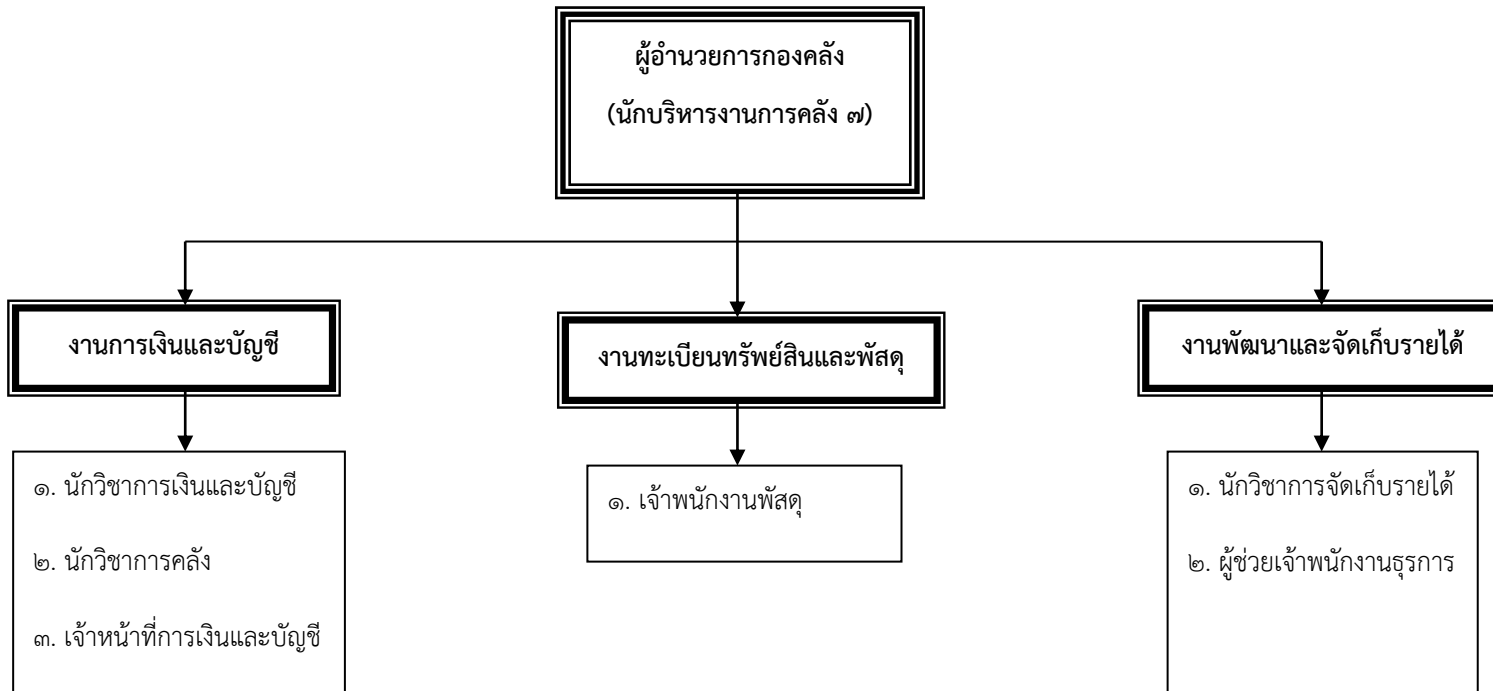 ผู้อำนวยการกองคลัง
(นักบริหารงานการคลัง ๗)
งานการเงินและบัญชี
งานทะเบียนทรัพย์สินและพัสดุ
งานพัฒนาและจัดเก็บรายได้
๑. นักวิชาการเงินและบัญชี
๒. นักวิชาการคลัง
๓. เจ้าหน้าที่การเงินและบัญชี
๑. เจ้าพนักงานพัสดุ
๑. นักวิชาการจัดเก็บรายได้
๒. ผู้ช่วยเจ้าพนักงานธุรการ